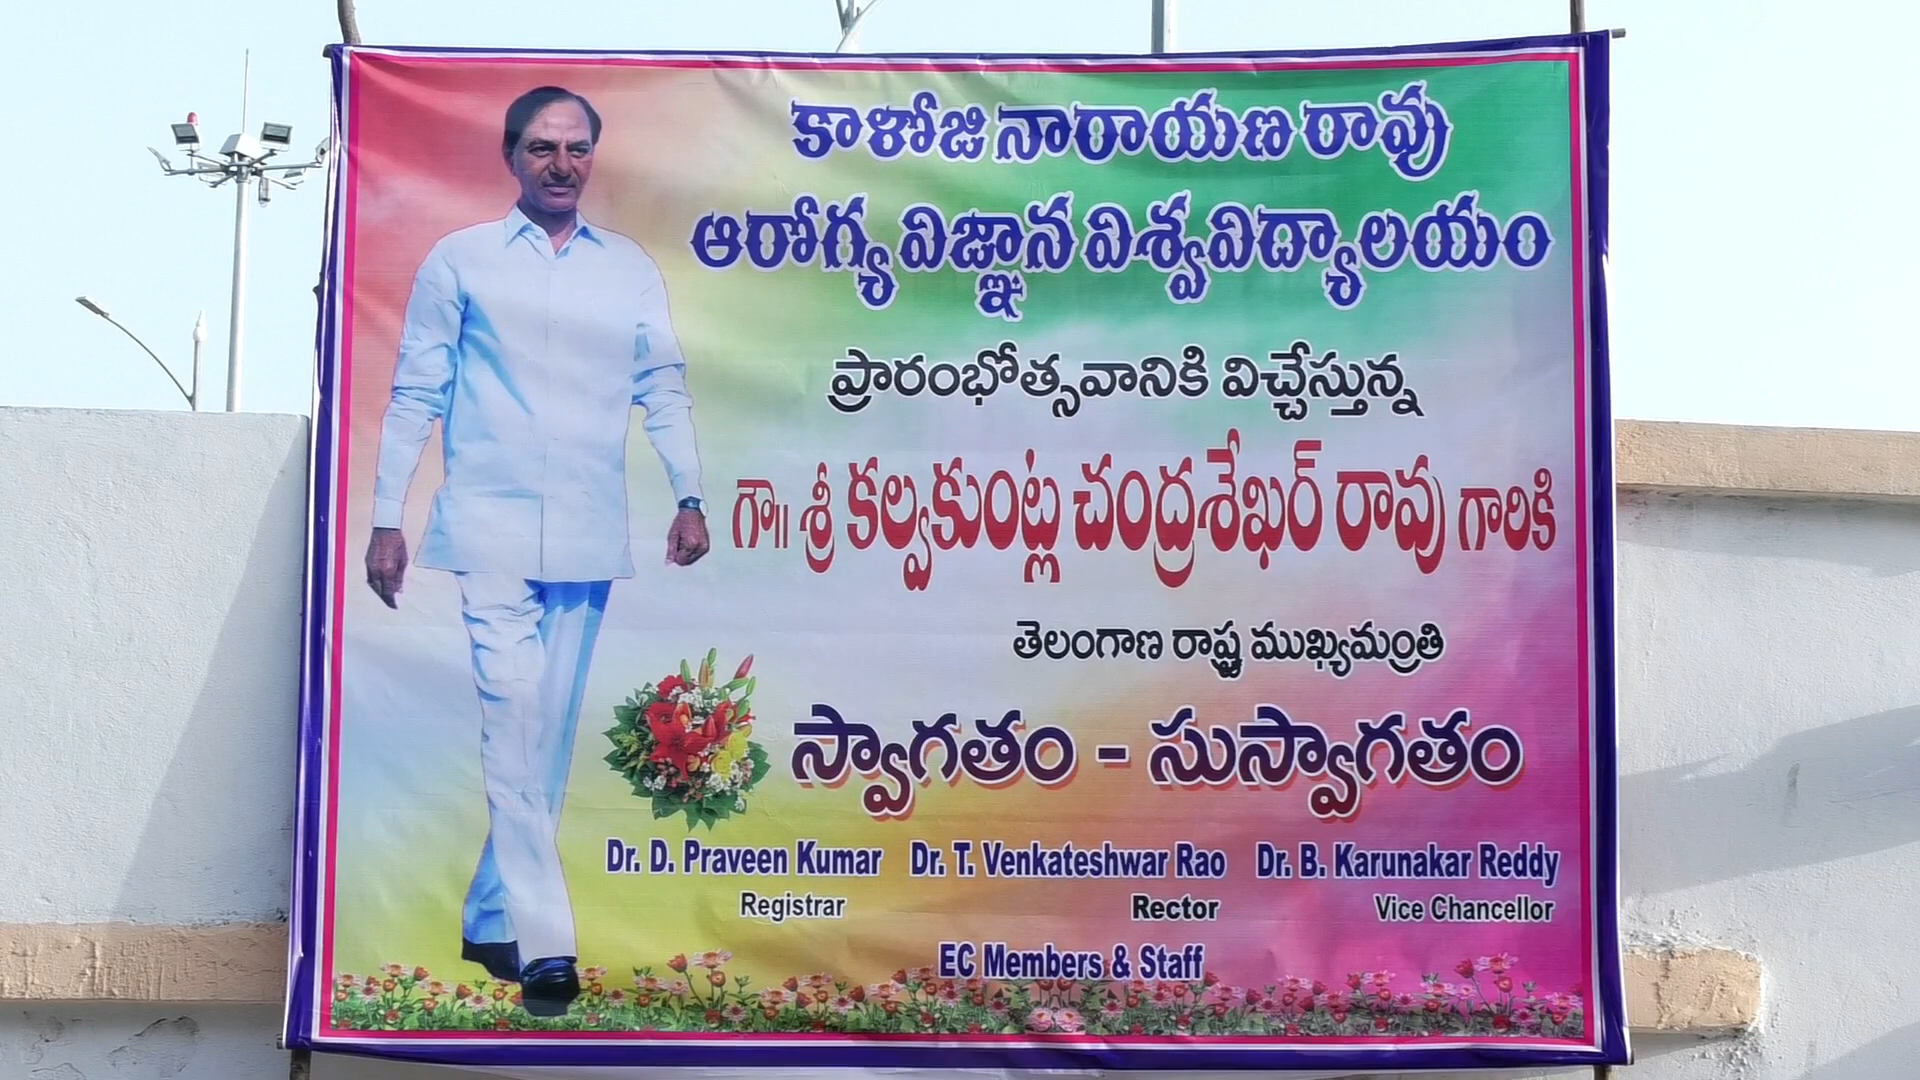 కాళోజి నారాయణ రావు
ఆరోగ్య విజ్ఞాన విశ్వవిద్యాలయం
ప్రారంభోత్సవానికి విచ్చేస్తున్న
గౌ॥ శ్రీ కల్వకుంట్ల చంద్రశేఖర్ రావు గారికి
తెలంగాణ రాష్ట్ర ముఖ్యమంత్రి
స్వాగతం - సుస్వాగతం
Dr. D. Praveen Kumar Dr. T. Venkateshwar Rao Dr. B. Karunakar Reddy
Registrar Rector Vice Chancellor
EC Members & Staff